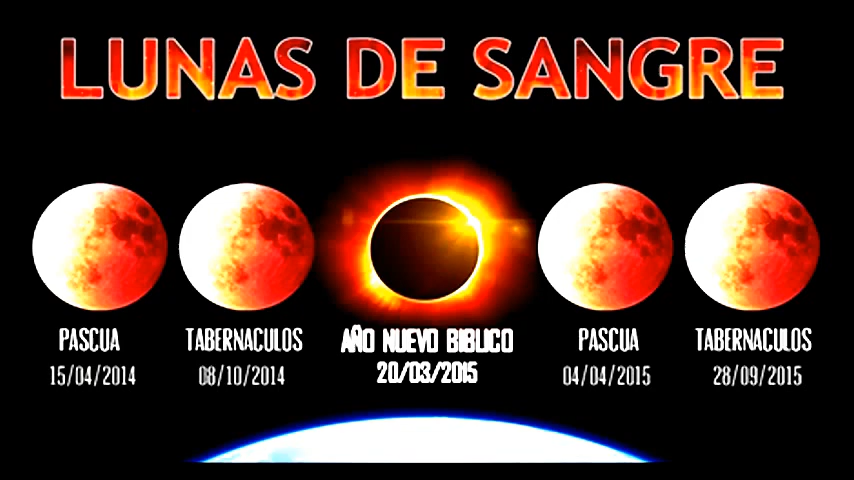 LUNAS DE SANGRE
PASCUA
15/04/2014
TABERNACULOS
08/10/2014
AÑO NUEVO BIBLICO
20/03/2015
PASCUA
04/04/2015
TABERNACULOS
28/09/2015